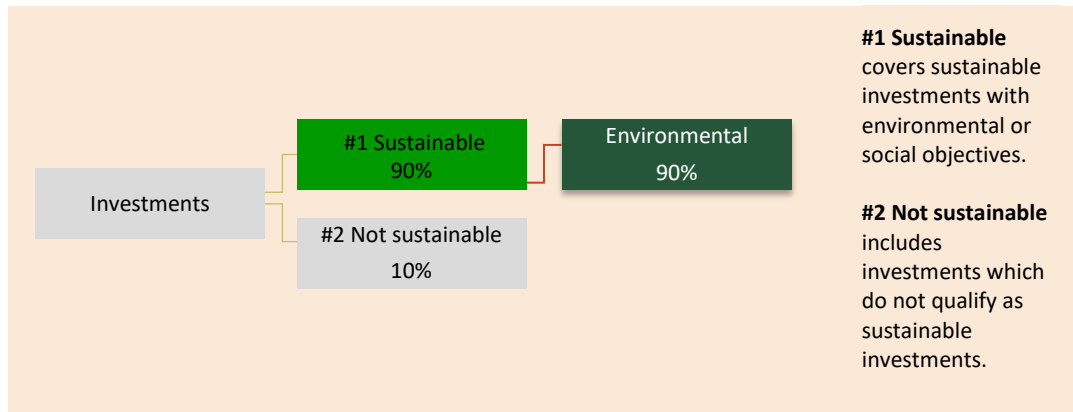 Investments
#1 Sustainable
90%
Environmental
90%
#2 Not sustainable
10%
#1 Sustainable
covers sustainable
investments with
environmental or
social objectives.
#2 Not sustainable
includes
investments which
do not qualify as
sustainable
investments.